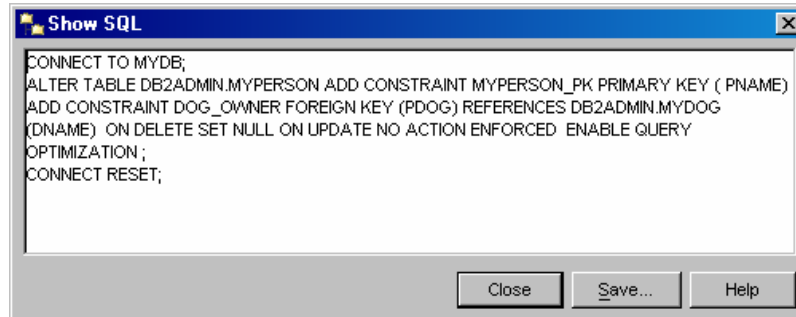 Show SQL
CONNECT TO MYDB;
ALTER TABLE DB2ADMIN.MYPERSON ADD CONSTRAINT MYPERSON_PK PRIMARY KEY ( PNAME)
ADD CONSTRAINT DOG_OWNER FOREIGN KEY (PDOG) REFERENCES DB2ADMIN.MYDOG
(DNAME)  ON DELETE SET NULL ON UPDATE NO ACTION ENFORCED  ENABLE QUERY
OPTIMIZATION ;
CONNECT RESET;
Close Save... Help